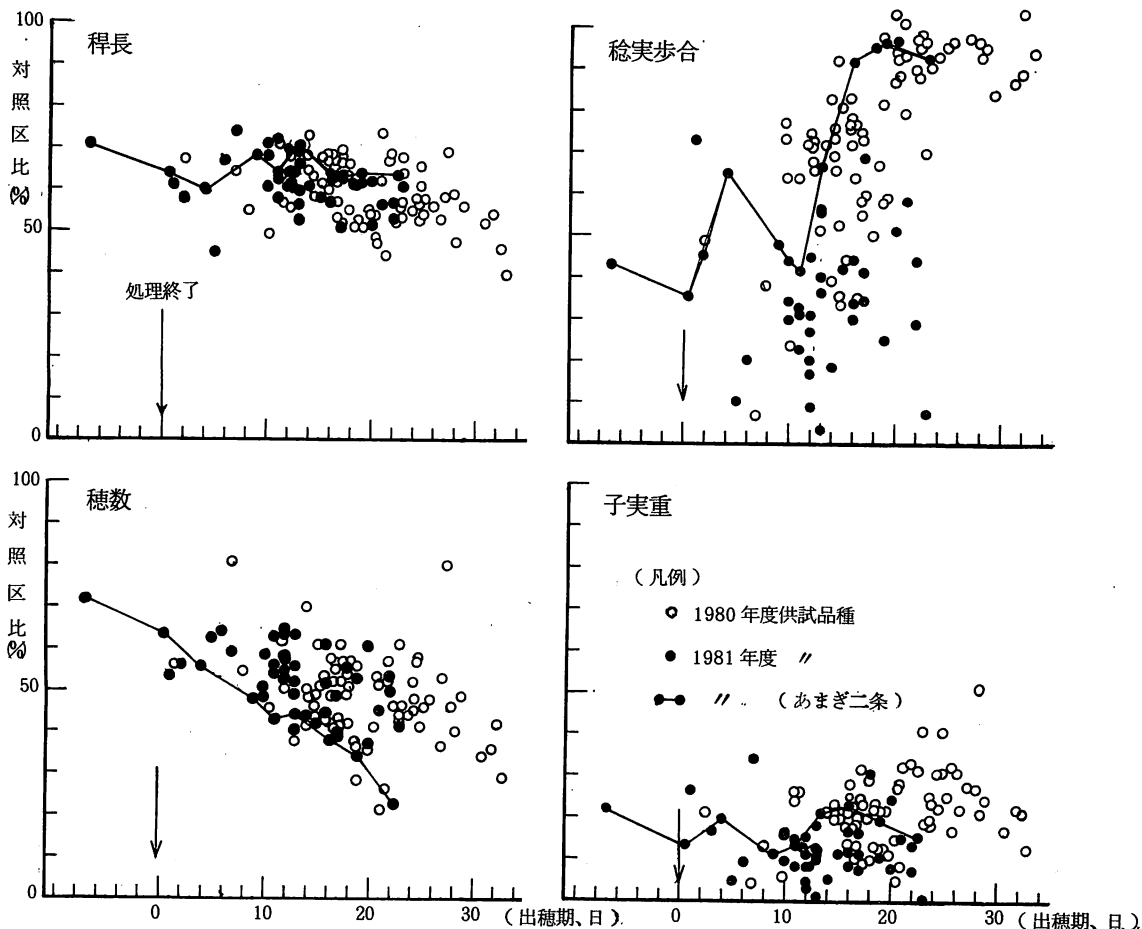 100
稈長
対照区比%
50
0
処理終了
稔実歩合
100
穂数
対照区比%
50
0
0 10 20 30 (出穂期、日)
子実重
(凡例)
1980年度供試品種
1981年度 〃
〃 (あまぎ二条)
0 10 20 30 (出穂期、日)